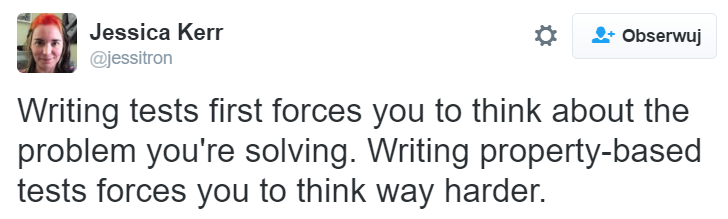 Jessica Kerr
@jessitron
Obserwuj
Writing tests first forces you to think about the
problem you're solving. Writing property-based
tests forces you to think way harder.